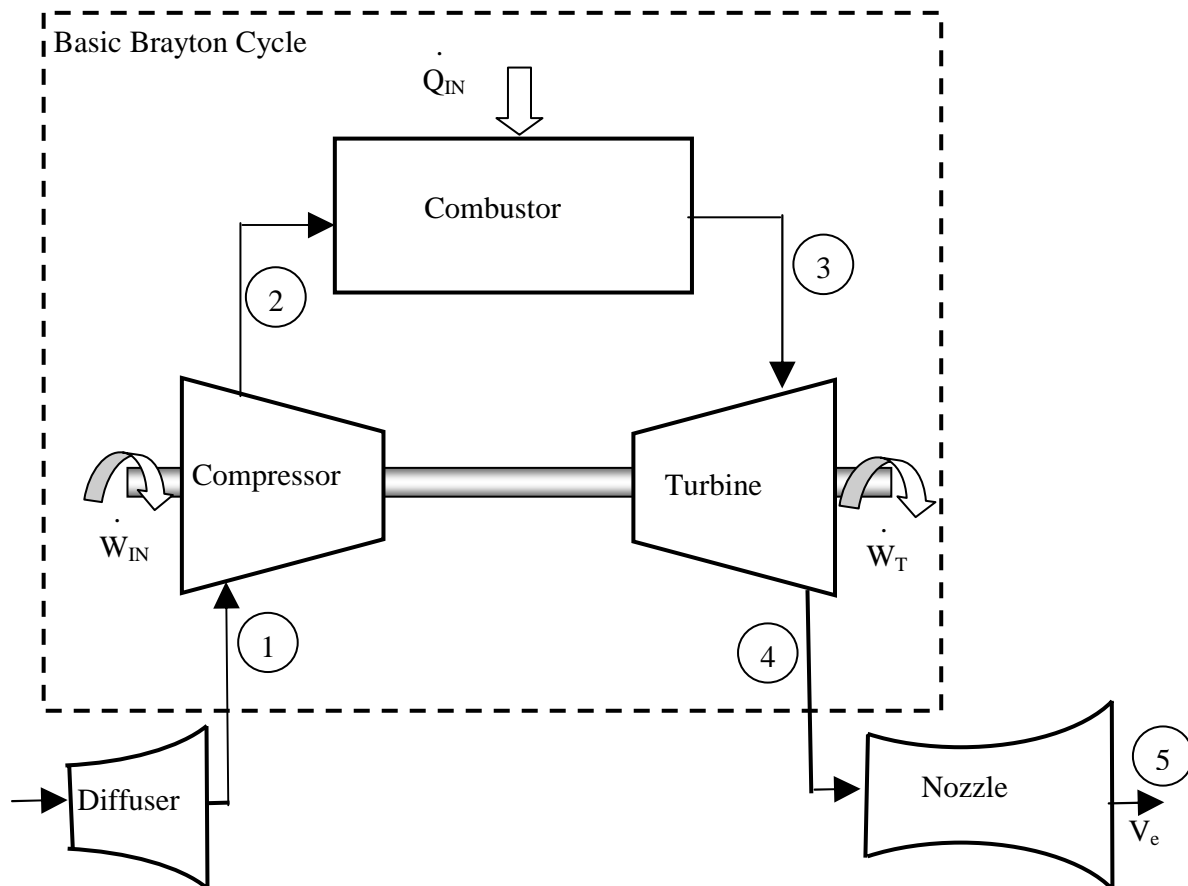 Basic Brayton Cycle
Q̇IN
Combustor
2
3
Compressor
Turbine
ẆIN
ẆT
1
4
5
Diffuser
Nozzle
Ve